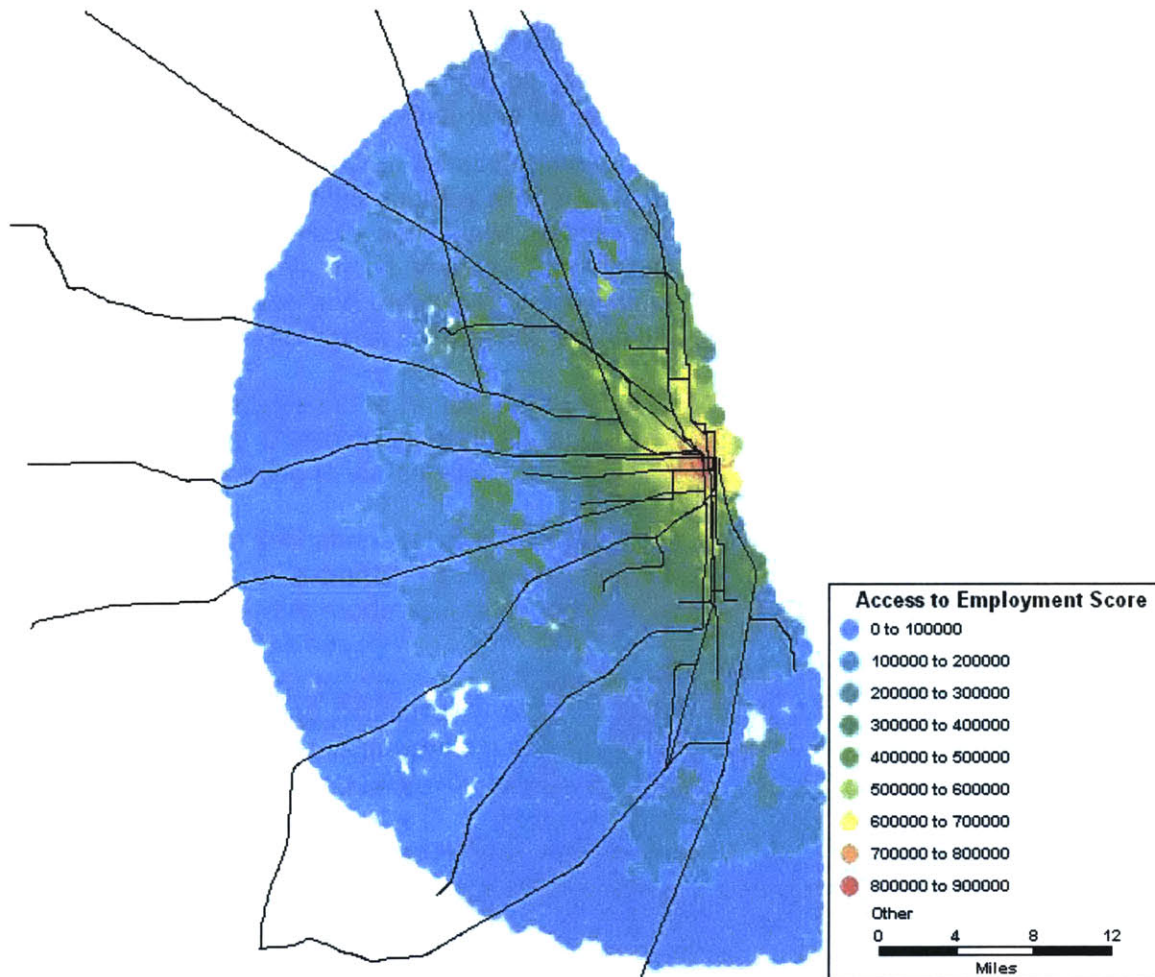 Access to Employment Score
0 to 100000
100000 to 200000
200000 to 300000
300000 to 400000
400000 to 500000
500000 to 600000
600000 to 700000
700000 to 800000
800000 to 900000
Other
0 4 8 12
Miles